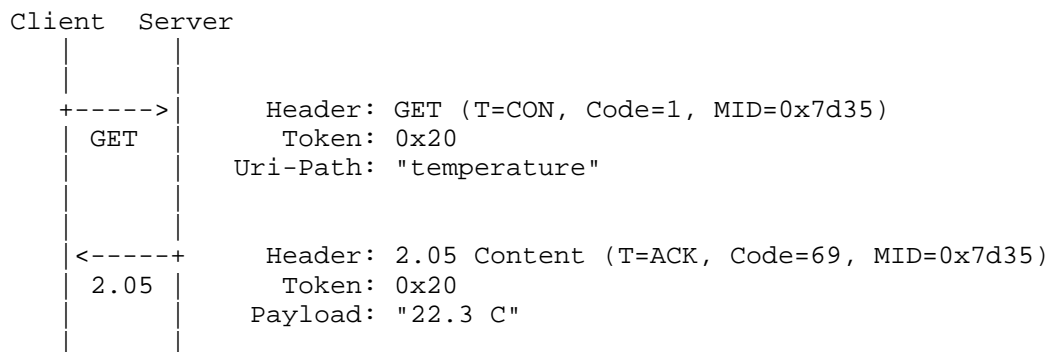 Client Server
+----->| Header: GET (T=CON, Code=1, MID=0x7d35)
| GET | Token: 0x20
Uri-Path: "temperature"
|<-----+ Header: 2.05 Content (T=ACK, Code=69, MID=0x7d35)
| 2.05 | Token: 0x20
Payload: "22.3 C"